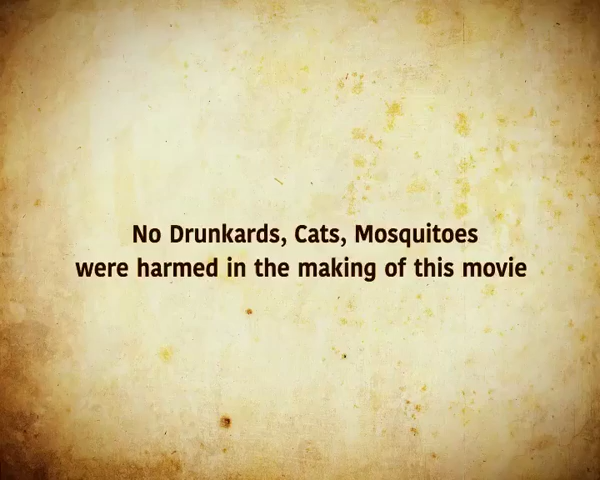 No Drunkards, Cats, Mosquitoes
were harmed in the making of this movie